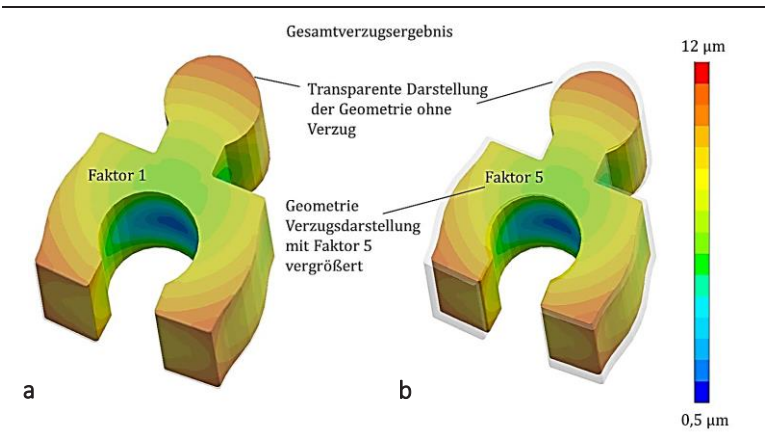 Gesamtverzugsergebnis
12 µm
Transparente Darstellung
der Geometrie ohne
Verzug
Faktor 1
Faktor 5
Geometrie
Verzugsdarstellung
mit Faktor 5
vergrößert
a
b
0,5 µm